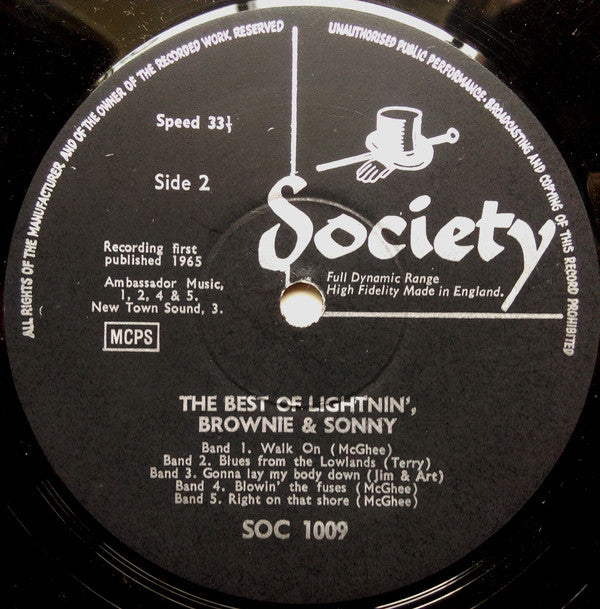 ALL RIGHTS OF THE MANUFACTURER AND OF THE OWNER OF THE RECORDED WORK RESERVED
UNAUTHORISED PUBLIC PERFORMANCE · BROADCASTING AND COPYING OF THIS RECORD PROHIBITED
Speed 33⅓
Side 2
Society
Full Dynamic Range
High Fidelity Made in England.
Recording first
published 1965
Ambassador Music,
1, 2, 4 & 5.
New Town Sound, 3.
MCPS
THE BEST OF LIGHTNIN',
BROWNIE & SONNY
Band 1. Walk On (McGhee)
Band 2. Blues from the Lowlands (Terry)
Band 3. Gonna lay my body down (Jim & Art)
Band 4. Blowin' the fuses (McGhee)
Band 5. Right on that shore (McGhee)
SOC 1009